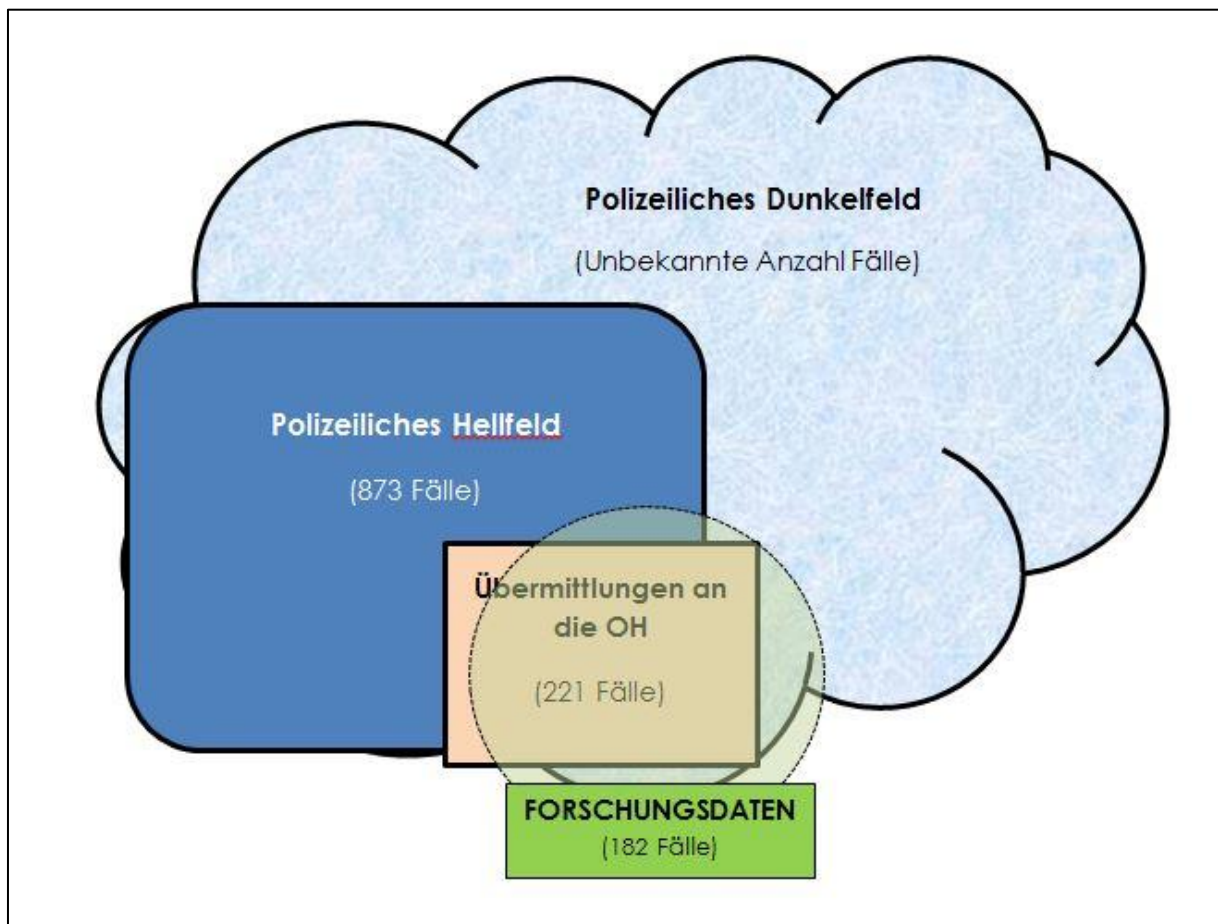 Polizeiliches Dunkelfeld
(Unbekannte Anzahl Fälle)
Polizeiliches Hellfeld
(873 Fälle)
Übermittlungen an
die OH
(221 Fälle)
FORSCHUNGSDATEN
(182 Fälle)